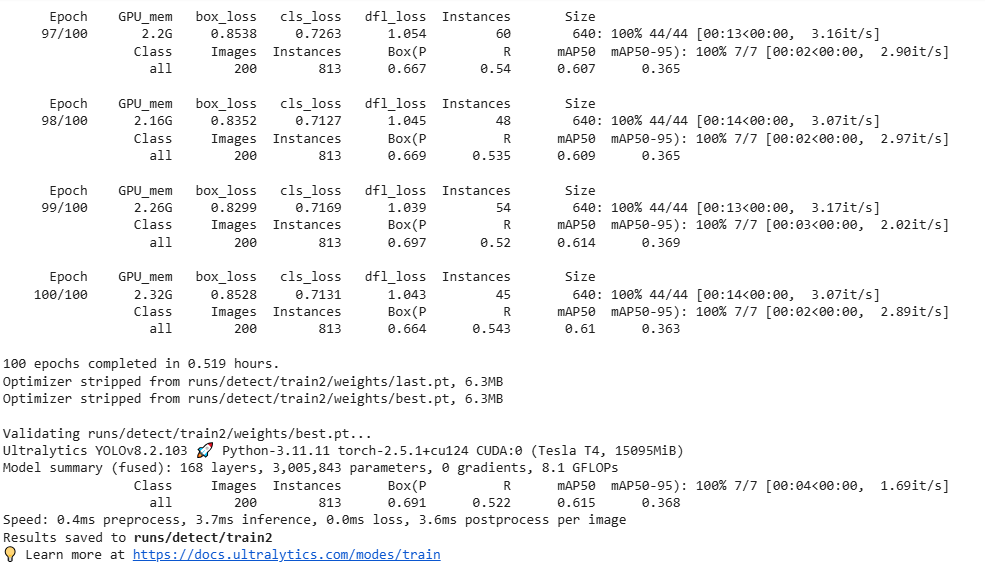 Epoch GPU_mem box_loss cls_loss dfl_loss Instances Size
97/100 2.2G 0.8538 0.7263 1.054 60 640: 100% 44/44 [00:13<00:00, 3.16it/s]
Class Images Instances Box(P R mAP50 mAP50-95): 100% 7/7 [00:02<00:00, 2.90it/s]
all 200 813 0.667 0.54 0.607 0.365
Epoch GPU_mem box_loss cls_loss dfl_loss Instances Size
98/100 2.16G 0.8352 0.7127 1.045 48 640: 100% 44/44 [00:14<00:00, 3.07it/s]
Class Images Instances Box(P R mAP50 mAP50-95): 100% 7/7 [00:02<00:00, 2.97it/s]
all 200 813 0.669 0.535 0.609 0.365
Epoch GPU_mem box_loss cls_loss dfl_loss Instances Size
99/100 2.26G 0.8299 0.7169 1.039 54 640: 100% 44/44 [00:13<00:00, 3.17it/s]
Class Images Instances Box(P R mAP50 mAP50-95): 100% 7/7 [00:03<00:00, 2.02it/s]
all 200 813 0.697 0.52 0.614 0.369
Epoch GPU_mem box_loss cls_loss dfl_loss Instances Size
100/100 2.32G 0.8528 0.7131 1.043 45 640: 100% 44/44 [00:14<00:00, 3.07it/s]
Class Images Instances Box(P R mAP50 mAP50-95): 100% 7/7 [00:02<00:00, 2.89it/s]
all 200 813 0.664 0.543 0.61 0.363
100 epochs completed in 0.519 hours.
Optimizer stripped from runs/detect/train2/weights/last.pt, 6.3MB
Optimizer stripped from runs/detect/train2/weights/best.pt, 6.3MB
Validating runs/detect/train2/weights/best.pt...
Ultralytics YOLOv8.2.103 🚀 Python-3.11.11 torch-2.5.1+cu124 CUDA:0 (Tesla T4, 15095MiB)
Model summary (fused): 168 layers, 3,005,843 parameters, 0 gradients, 8.1 GFLOPs
Class Images Instances Box(P R mAP50 mAP50-95): 100% 7/7 [00:04<00:00, 1.69it/s]
all 200 813 0.691 0.522 0.615 0.368
Speed: 0.4ms preprocess, 3.7ms inference, 0.0ms loss, 3.6ms postprocess per image
Results saved to runs/detect/train2
💡 Learn more at https://docs.ultralytics.com/modes/train